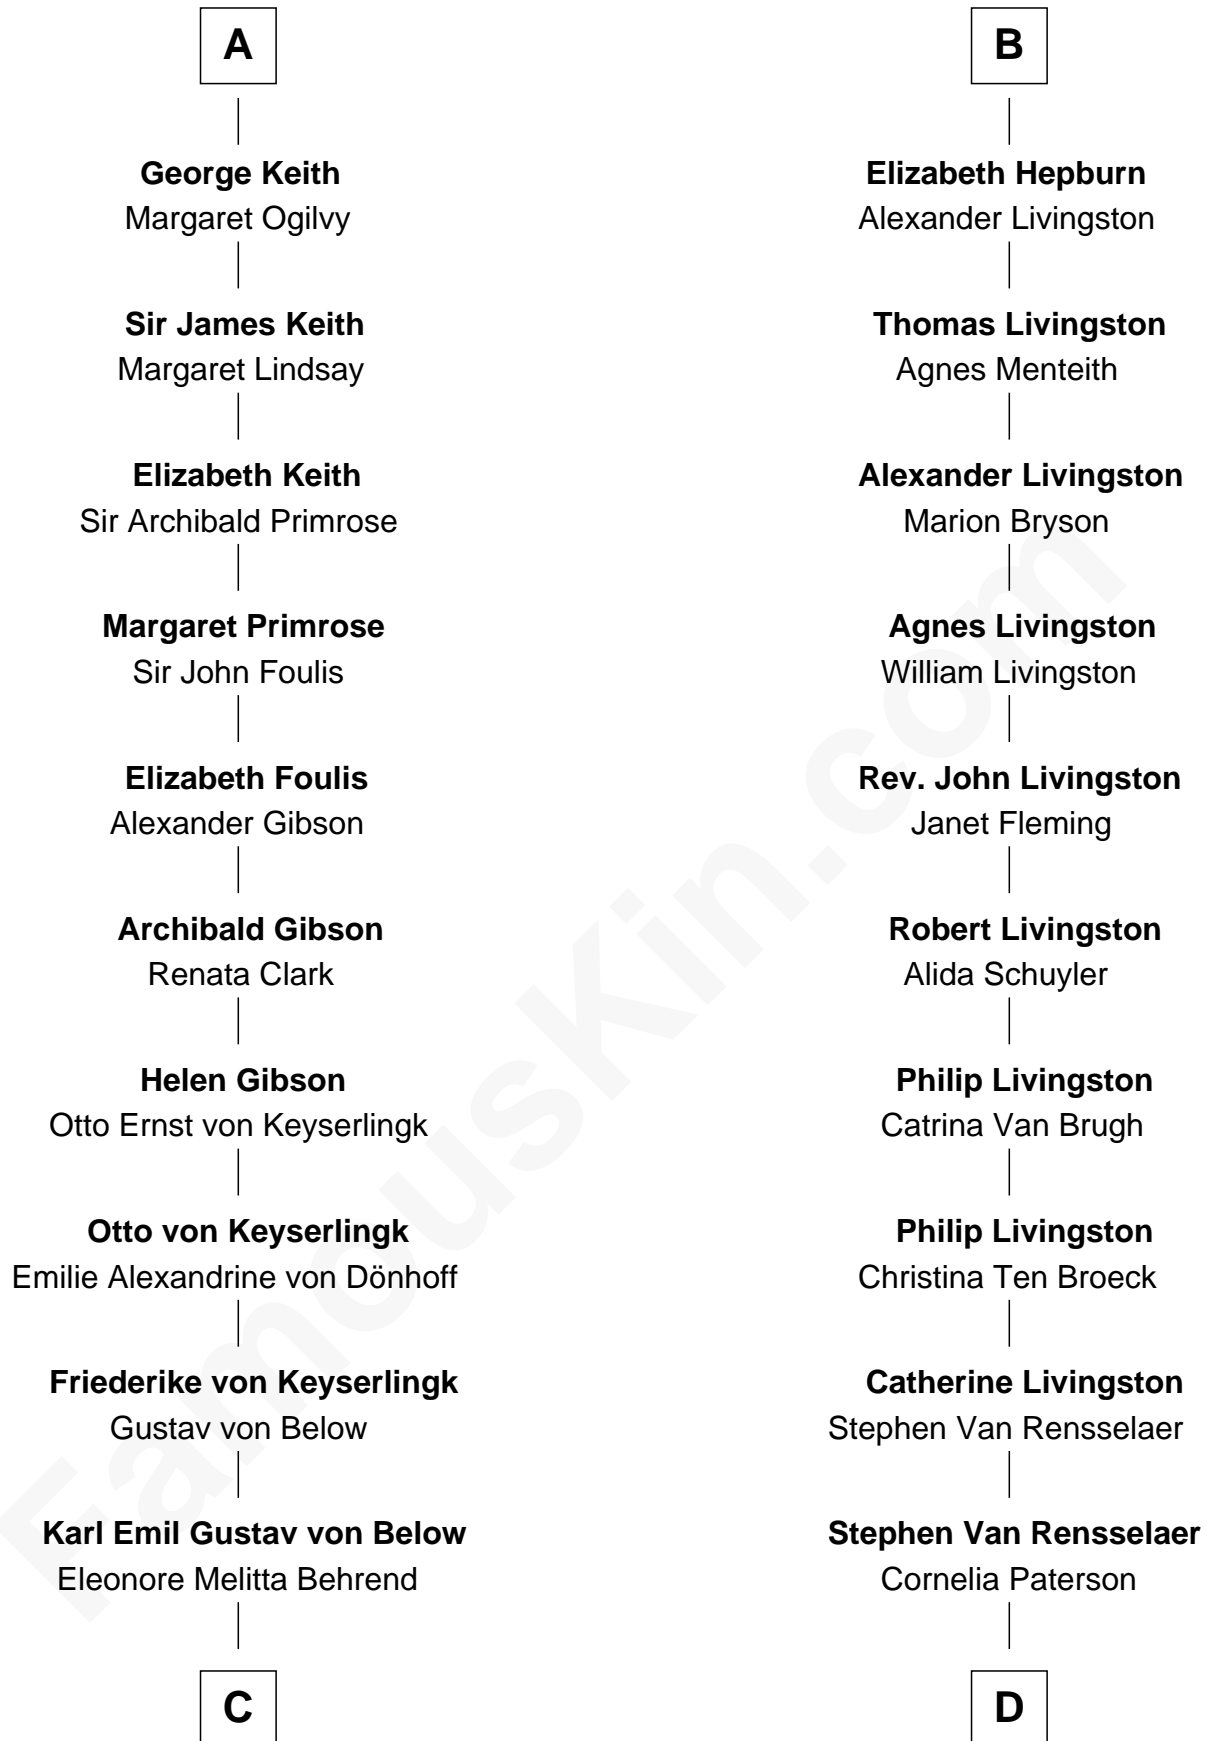 A
George Keith
Margaret Ogilvy
Sir James Keith
Margaret Lindsay
Elizabeth Keith
Sir Archibald Primrose
Margaret Primrose
Sir John Foulis
Elizabeth Foulis
Alexander Gibson
Archibald Gibson
Renata Clark
Helen Gibson
Otto Ernst von Keyserlingk
Otto von Keyserlingk
Emilie Alexandrine von Dönhoff
Friederike von Keyserlingk
Gustav von Below
Karl Emil Gustav von Below
Eleonore Melitta Behrend
C
B
Elizabeth Hepburn
Alexander Livingston
Thomas Livingston
Agnes Menteith
Alexander Livingston
Marion Bryson
Agnes Livingston
William Livingston
Rev. John Livingston
Janet Fleming
Robert Livingston
Alida Schuyler
Philip Livingston
Catrina Van Brugh
Philip Livingston
Christina Ten Broeck
Catherine Livingston
Stephen Van Rensselaer
Stephen Van Rensselaer
Cornelia Paterson
D
FamousKin.com